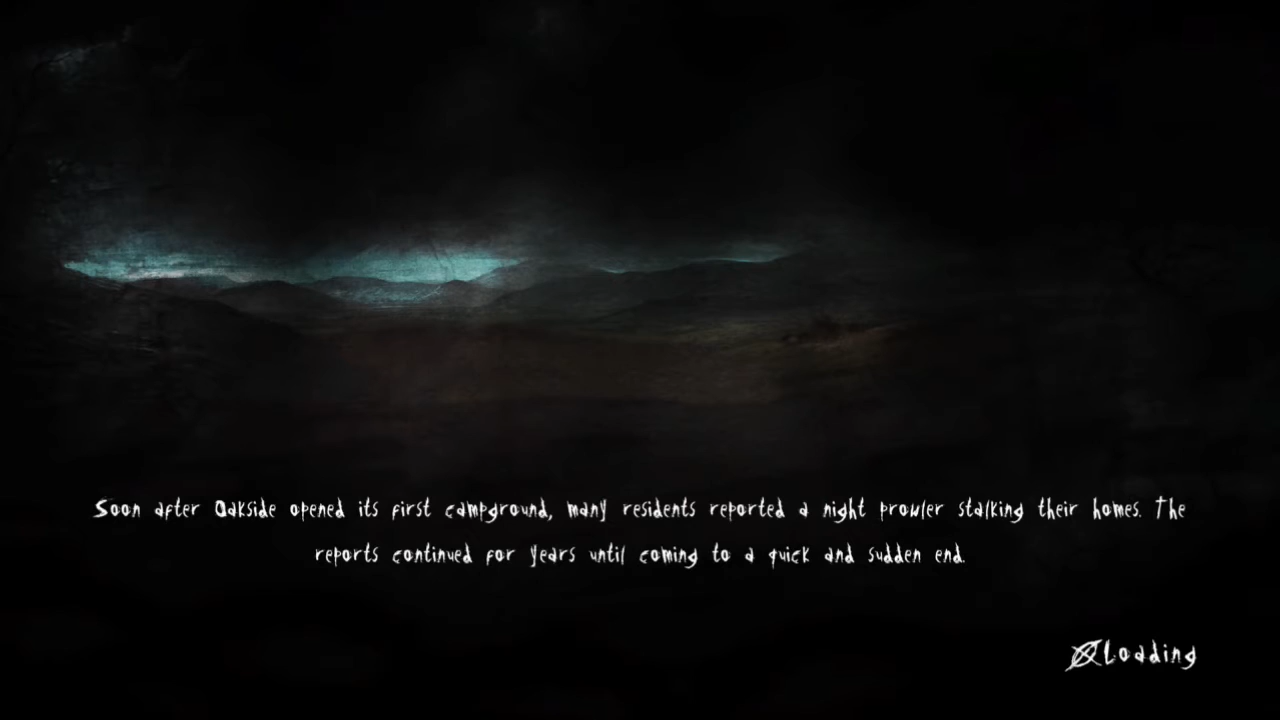 Soon after Oakside opened its first campground, many residents reported a night prowler stalking their homes. The
reports continued for years until coming to a quick and sudden end.
Loading